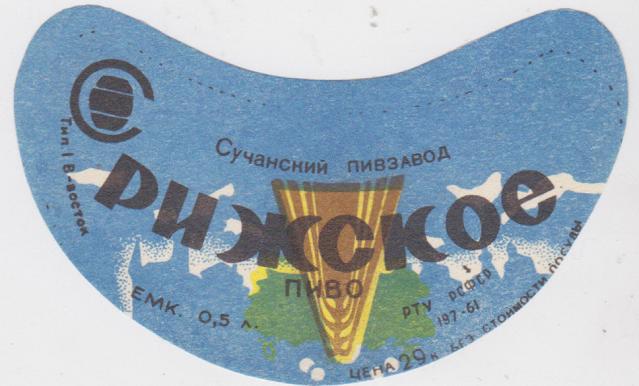 Тип. I В-восток
Сучанский ПИВЗАВОД
РИЖСКОЕ
ПИВО
ЕМК. 0,5 л.
РТУ РСФСР
197-61
ЦЕНА 29 к БЕЗ СТОИМОСТИ ПОСУДЫ